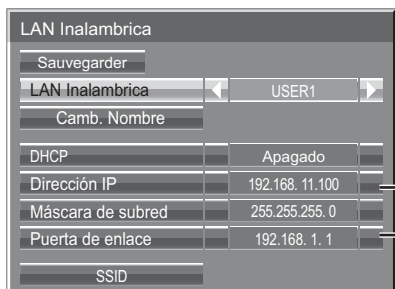 LAN Inalambrica
Sauvegarder
LAN Inalambrica USER1
Camb. Nombre
DHCP Apagado
Dirección IP 192.168. 11.100
Máscara de subred 255.255.255. 0
Puerta de enlace 192.168. 1. 1
SSID